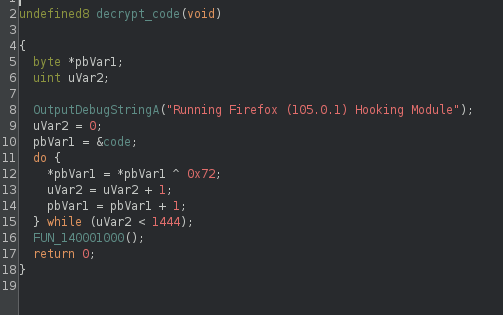 1
2 undefined8 decrypt_code(void)
3
4 {
5   byte *pbVar1;
6   uint uVar2;
7
8   OutputDebugStringA("Running Firefox (105.0.1) Hooking Module");
9   uVar2 = 0;
10   pbVar1 = &code;
11   do {
12     *pbVar1 = *pbVar1 ^ 0x72;
13     uVar2 = uVar2 + 1;
14     pbVar1 = pbVar1 + 1;
15   } while (uVar2 < 1444);
16   FUN_140001000();
17   return 0;
18 }
19